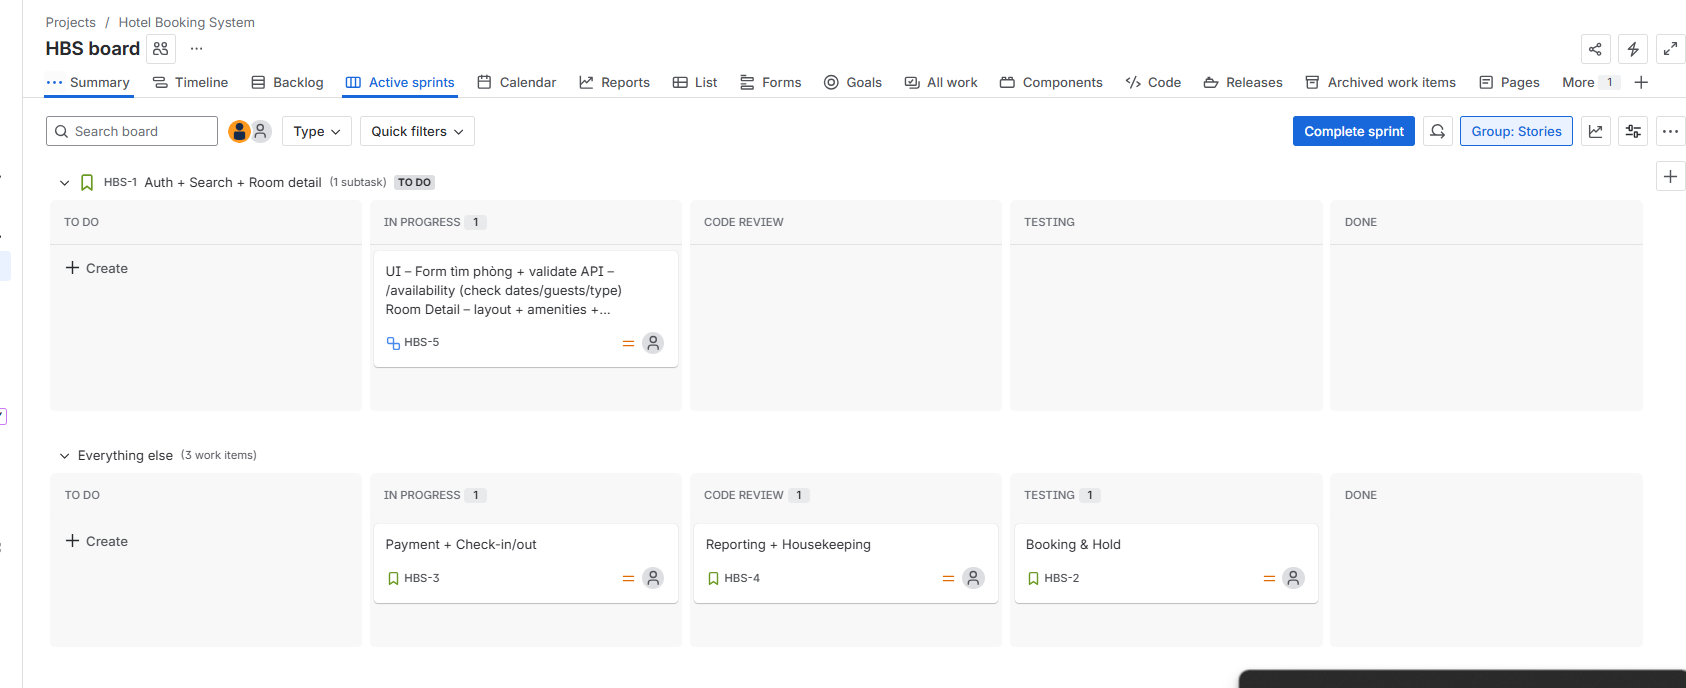 Projects / Hotel Booking System
HBS board
Summary Timeline Backlog Active sprints Calendar Reports List Forms Goals All work Components Code Releases Archived work items Pages More 1
Search board Type Quick filters Complete sprint Group: Stories
HBS-1 Auth + Search + Room detail (1 subtask) TO DO
TO DO IN PROGRESS 1 CODE REVIEW TESTING DONE
Create
UI – Form tìm phòng + validate API –
/availability (check dates/guests/type)
Room Detail – layout + amenities +...
HBS-5
Everything else (3 work items)
TO DO IN PROGRESS 1 CODE REVIEW 1 TESTING 1 DONE
Create
Payment + Check-in/out Reporting + Housekeeping Booking & Hold
HBS-3 HBS-4 HBS-2